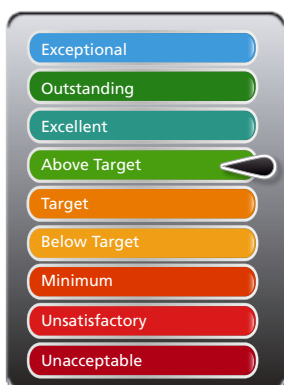 Exceptional
Outstanding
Excellent
Above Target
Target
Below Target
Minimum
Unsatisfactory
Unacceptable